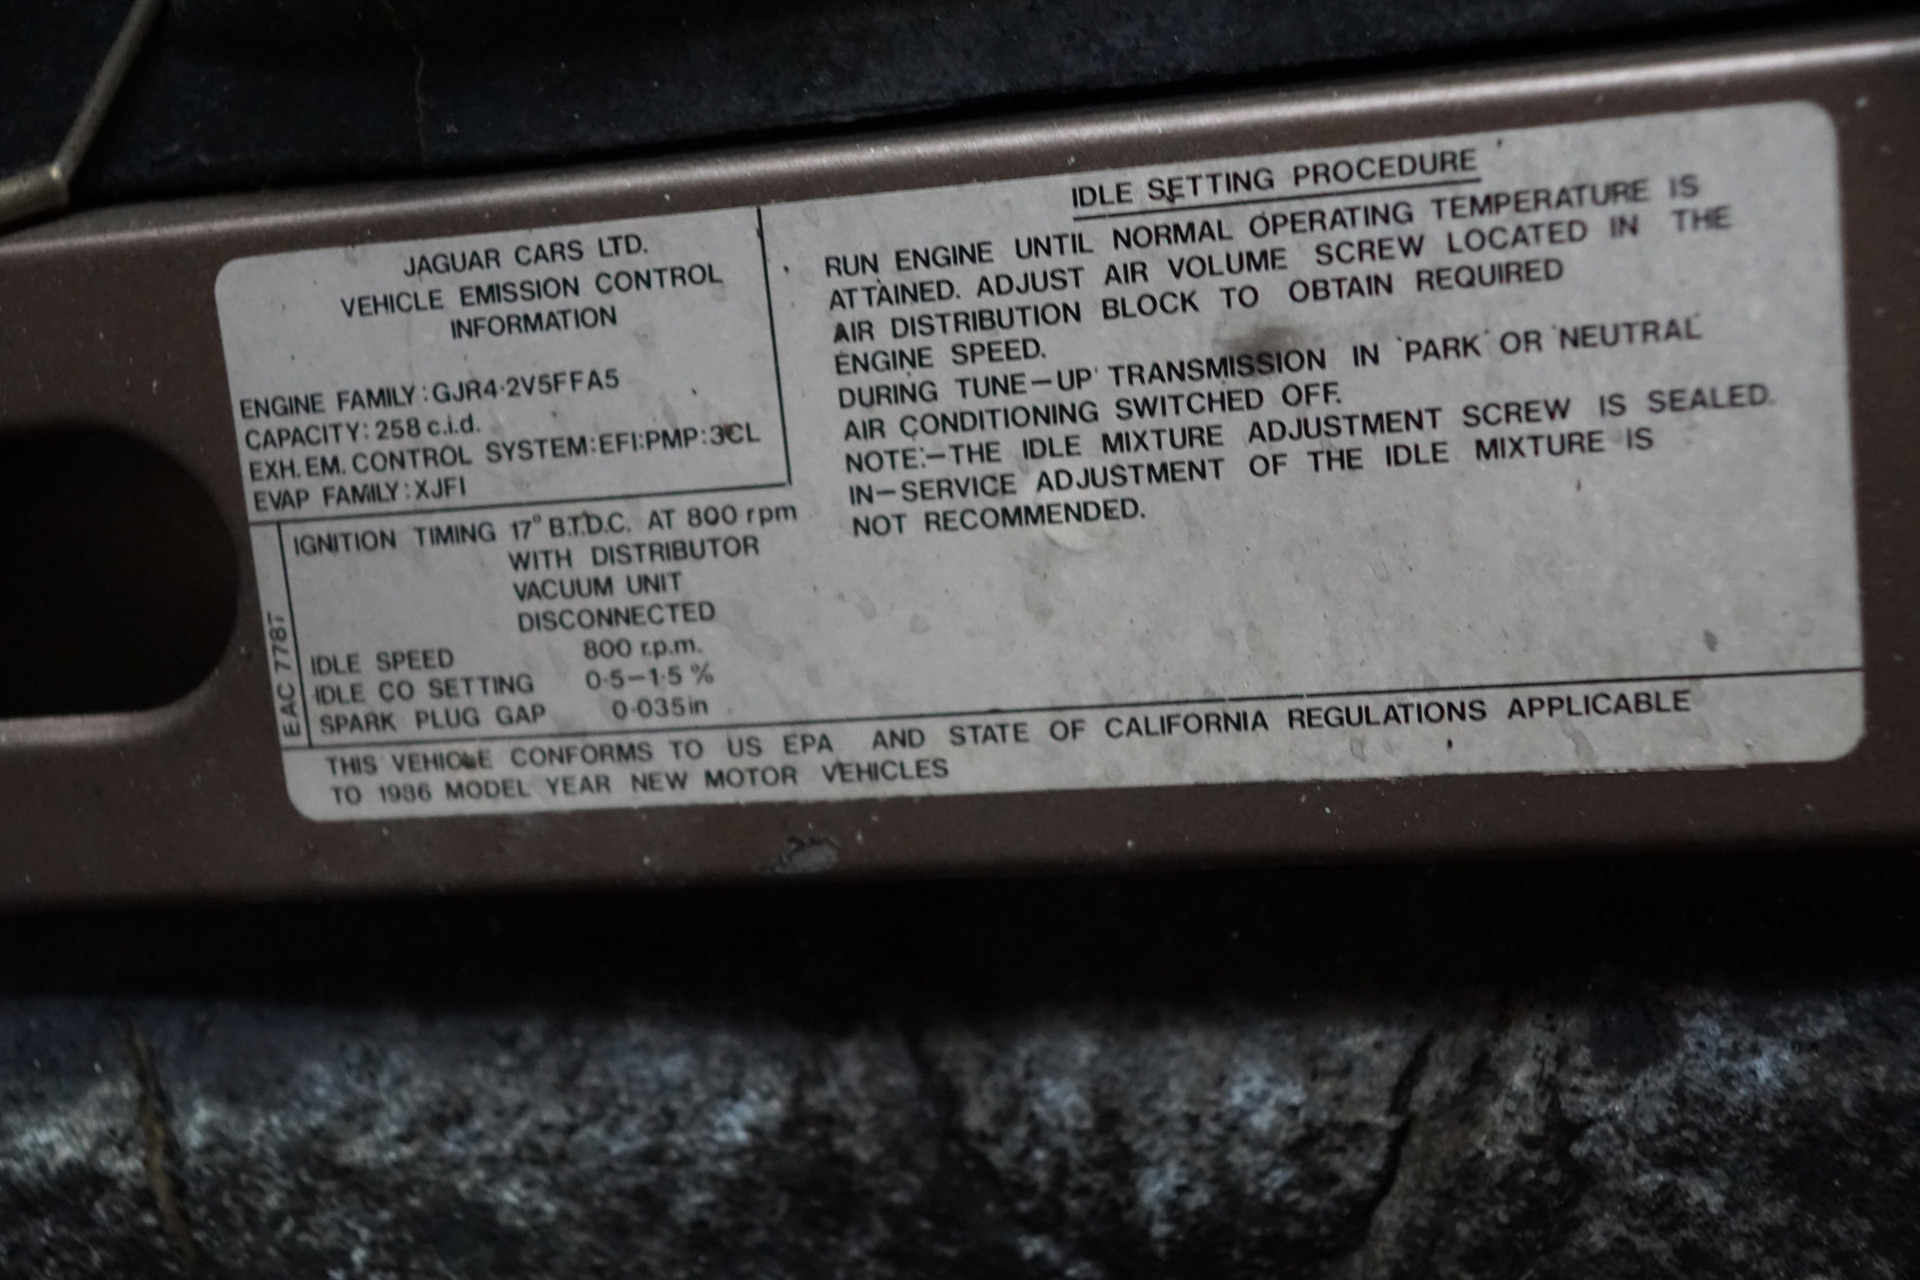 JAGUAR CARS LTD.
VEHICLE EMISSION CONTROL
INFORMATION
ENGINE FAMILY: GJR4·2V5FFA5
CAPACITY: 258 c.i.d.
EXH. EM. CONTROL SYSTEM:EFI:PMP:3CL
EVAP FAMILY: XJFI
EAC 7787
IGNITION TIMING 17° B.T.D.C. AT 800 rpm
WITH DISTRIBUTOR
VACUUM UNIT
DISCONNECTED
IDLE SPEED 800 r.p.m.
IDLE CO SETTING 0·5–1·5 %
SPARK PLUG GAP 0·035in
IDLE SETTING PROCEDURE
RUN ENGINE UNTIL NORMAL OPERATING TEMPERATURE IS
ATTAINED. ADJUST AIR VOLUME SCREW LOCATED IN THE
AIR DISTRIBUTION BLOCK TO OBTAIN REQUIRED
ENGINE SPEED.
DURING TUNE–UP TRANSMISSION IN 'PARK' OR 'NEUTRAL'
AIR CONDITIONING SWITCHED OFF.
NOTE:–THE IDLE MIXTURE ADJUSTMENT SCREW IS SEALED.
IN–SERVICE ADJUSTMENT OF THE IDLE MIXTURE IS
NOT RECOMMENDED.
THIS VEHICLE CONFORMS TO US EPA AND STATE OF CALIFORNIA REGULATIONS APPLICABLE
TO 1986 MODEL YEAR NEW MOTOR VEHICLES